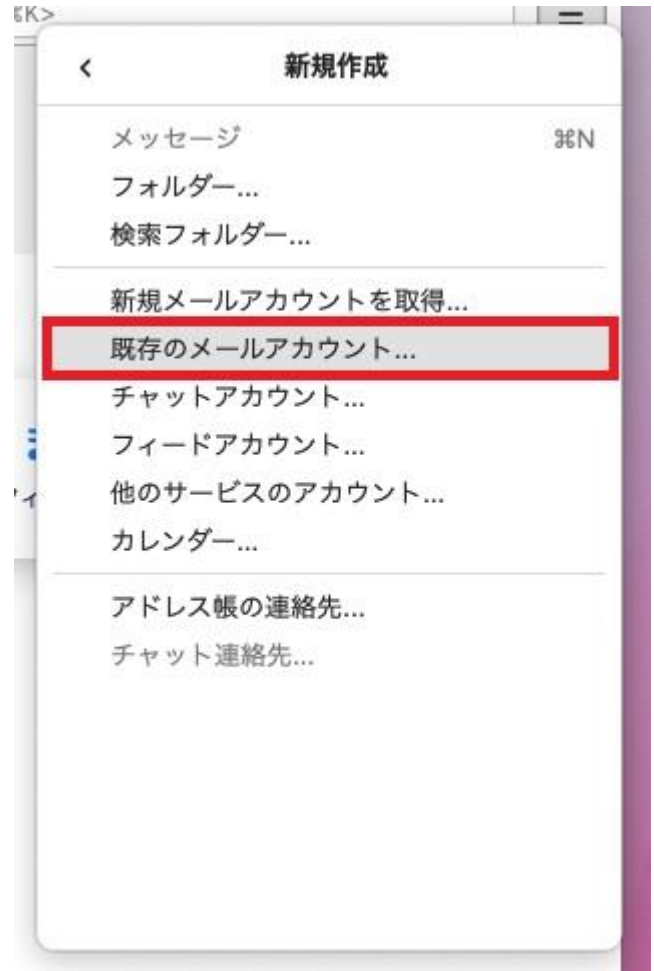 ⌘K>
< 新規作成
メッセージ ⌘N
フォルダー...
検索フォルダー...
新規メールアカウントを取得...
既存のメールアカウント...
チャットアカウント...
フィードアカウント...
他のサービスのアカウント...
カレンダー...
アドレス帳の連絡先...
チャット連絡先...